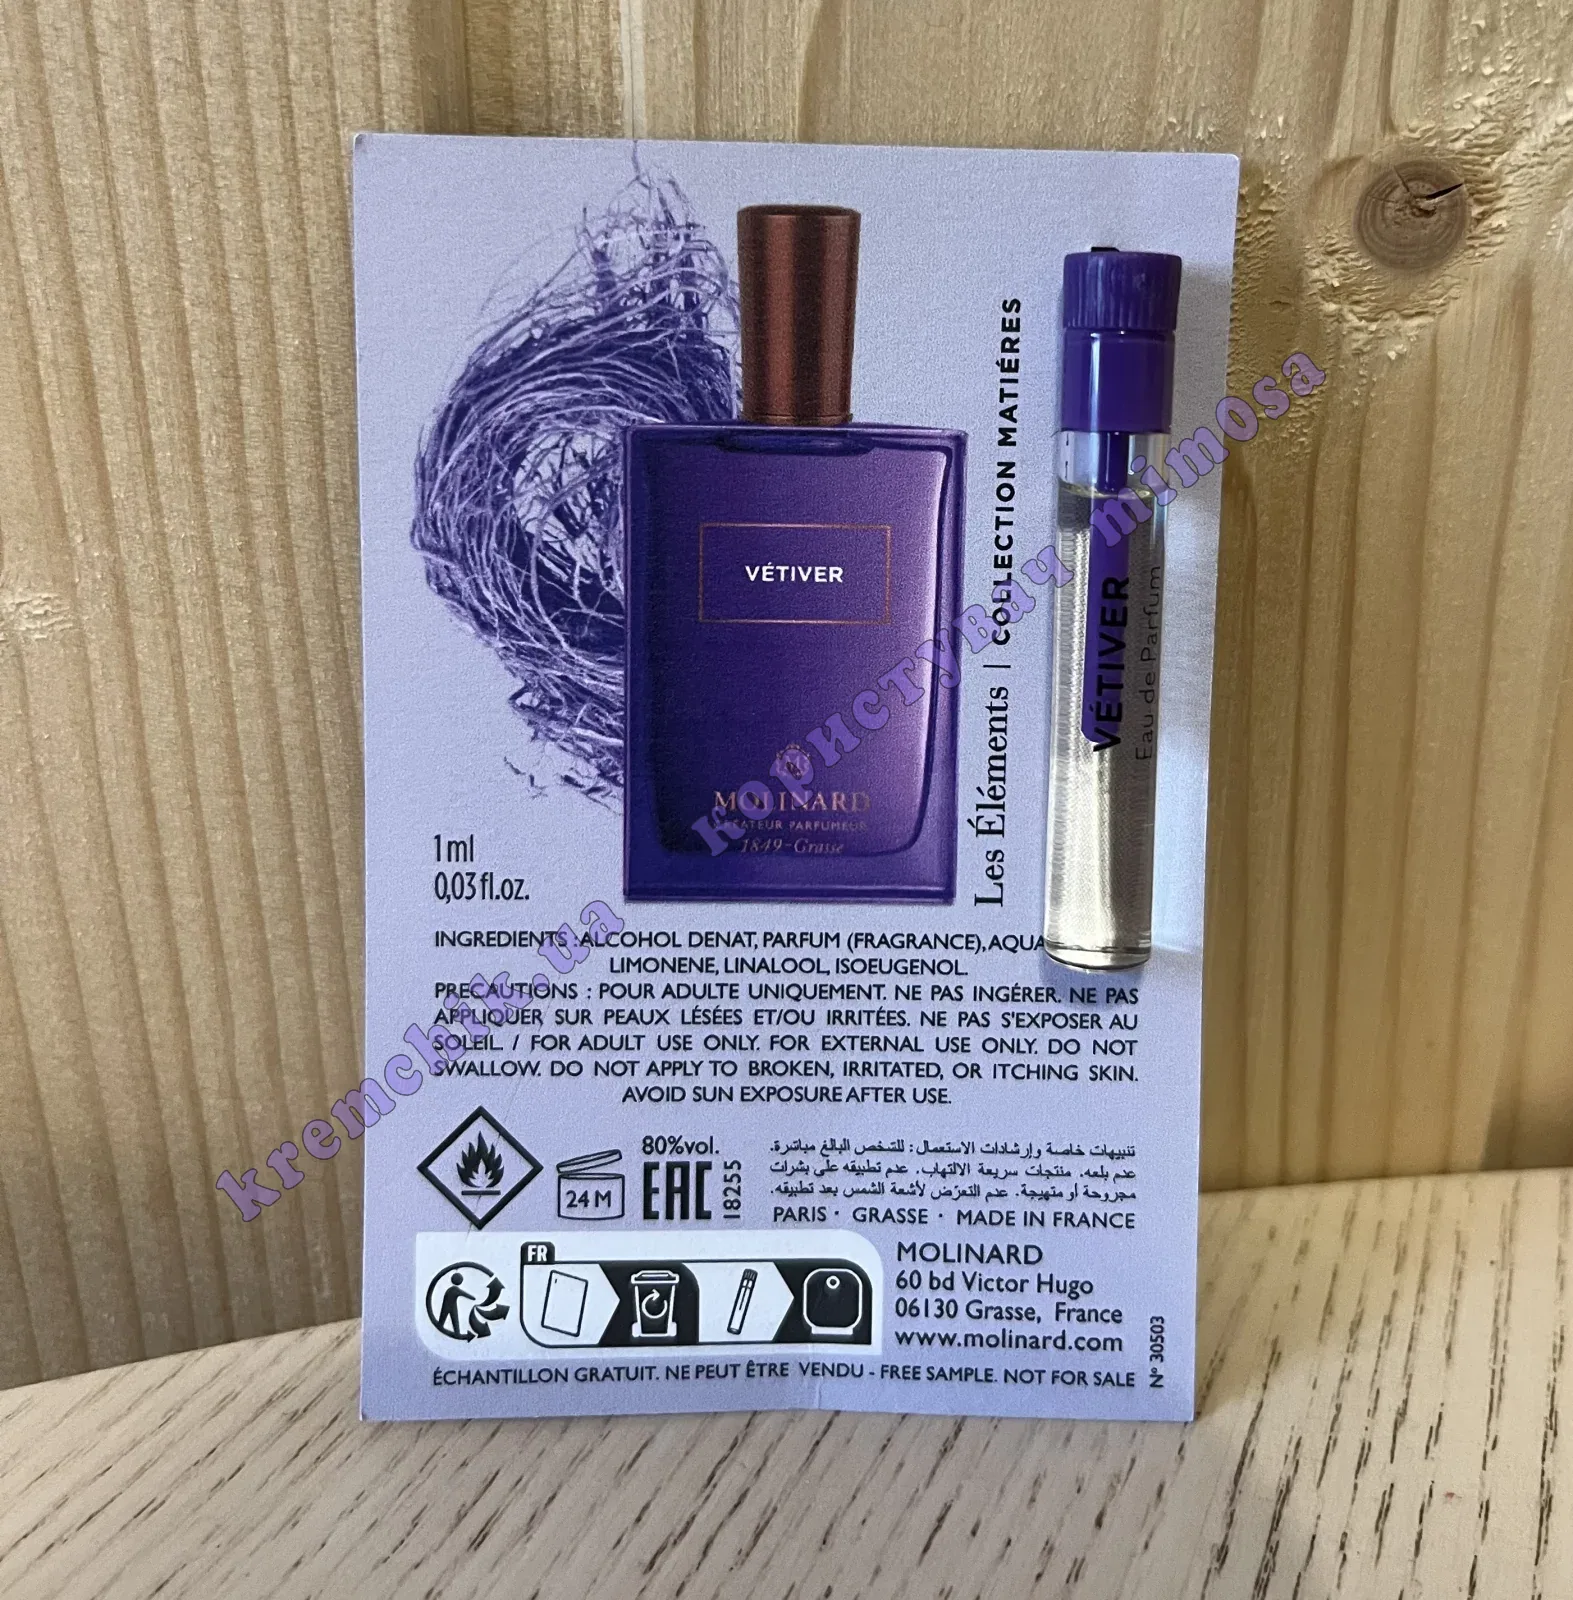 VÉTIVER
MOLINARD
CRÉATEUR PARFUMEUR
1849-Grasse
Les Éléments | COLLECTION MATIÉRES
VÉTIVER
Eau de Parfum
1 ml
0,03 fl.oz.
INGREDIENTS : ALCOHOL DENAT, PARFUM (FRAGRANCE), AQUA
LIMONENE, LINALOOL, ISOEUGENOL.
PRECAUTIONS : POUR ADULTE UNIQUEMENT. NE PAS INGÉRER. NE PAS
APPLIQUER SUR PEAUX LÉSÉES ET/OU IRRITÉES. NE PAS S'EXPOSER AU
SOLEIL. / FOR ADULT USE ONLY. FOR EXTERNAL USE ONLY. DO NOT
SWALLOW. DO NOT APPLY TO BROKEN, IRRITATED, OR ITCHING SKIN.
AVOID SUN EXPOSURE AFTER USE.
24 M
80%vol.
EAC
18255
تنبيهات خاصة وإرشادات الاستعمال: للشخص البالغ مباشرة.
عدم بلعه. منتجات سريعة الالتهاب. عدم تطبيقه على بشرات
مجروحة أو متهيجة. عدم التعرّض لأشعة الشمس بعد تطبيقه.
PARIS · GRASSE · MADE IN FRANCE
FR
MOLINARD
60 bd Victor Hugo
06130 Grasse, France
www.molinard.com
ÉCHANTILLON GRATUIT. NE PEUT ÊTRE VENDU - FREE SAMPLE. NOT FOR SALE
N° 30503
kremchik.ua користувач mimosa